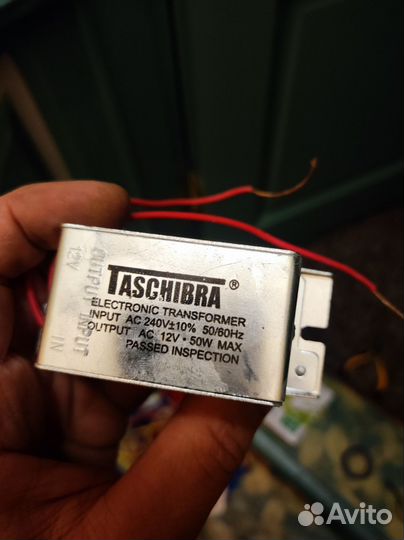 TASCHIBRA ®
ELECTRONIC TRANSFORMER
INPUT AC 240V±10% 50/60Hz
OUTPUT AC 12V • 50W MAX
PASSED INSPECTION
OUTPUT INPUT
12V IN
Avito